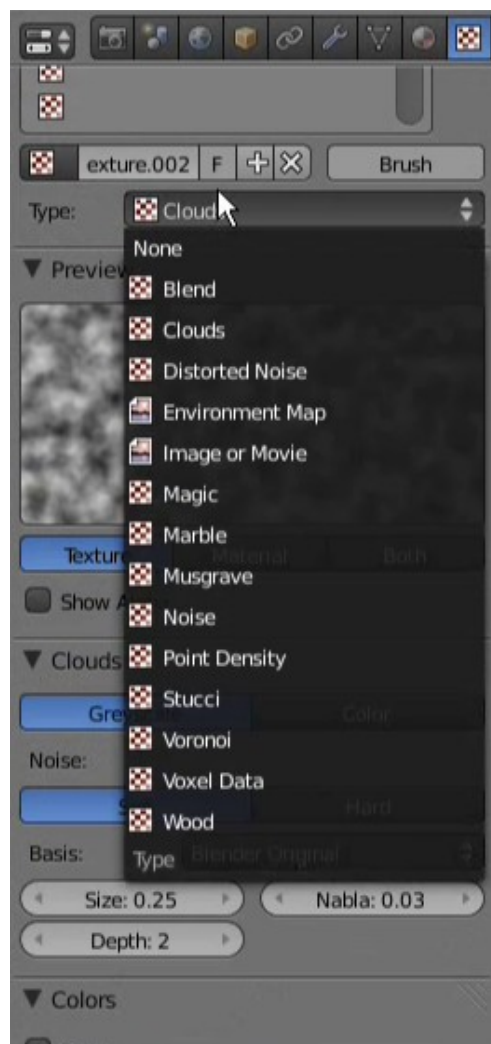 exture.002 F Brush
Type: Cloud
None
Preview
Blend
Clouds
Distorted Noise
Environment Map
Image or Movie
Magic
Marble
Texture Material Both
Musgrave
Show A
Noise
Clouds
Point Density
Stucci
Greyscale Color
Voronoi
Noise:
Voxel Data
S Hard
Wood
Basis: Blender Original
Type
Size: 0.25 Nabla: 0.03
Depth: 2
Colors